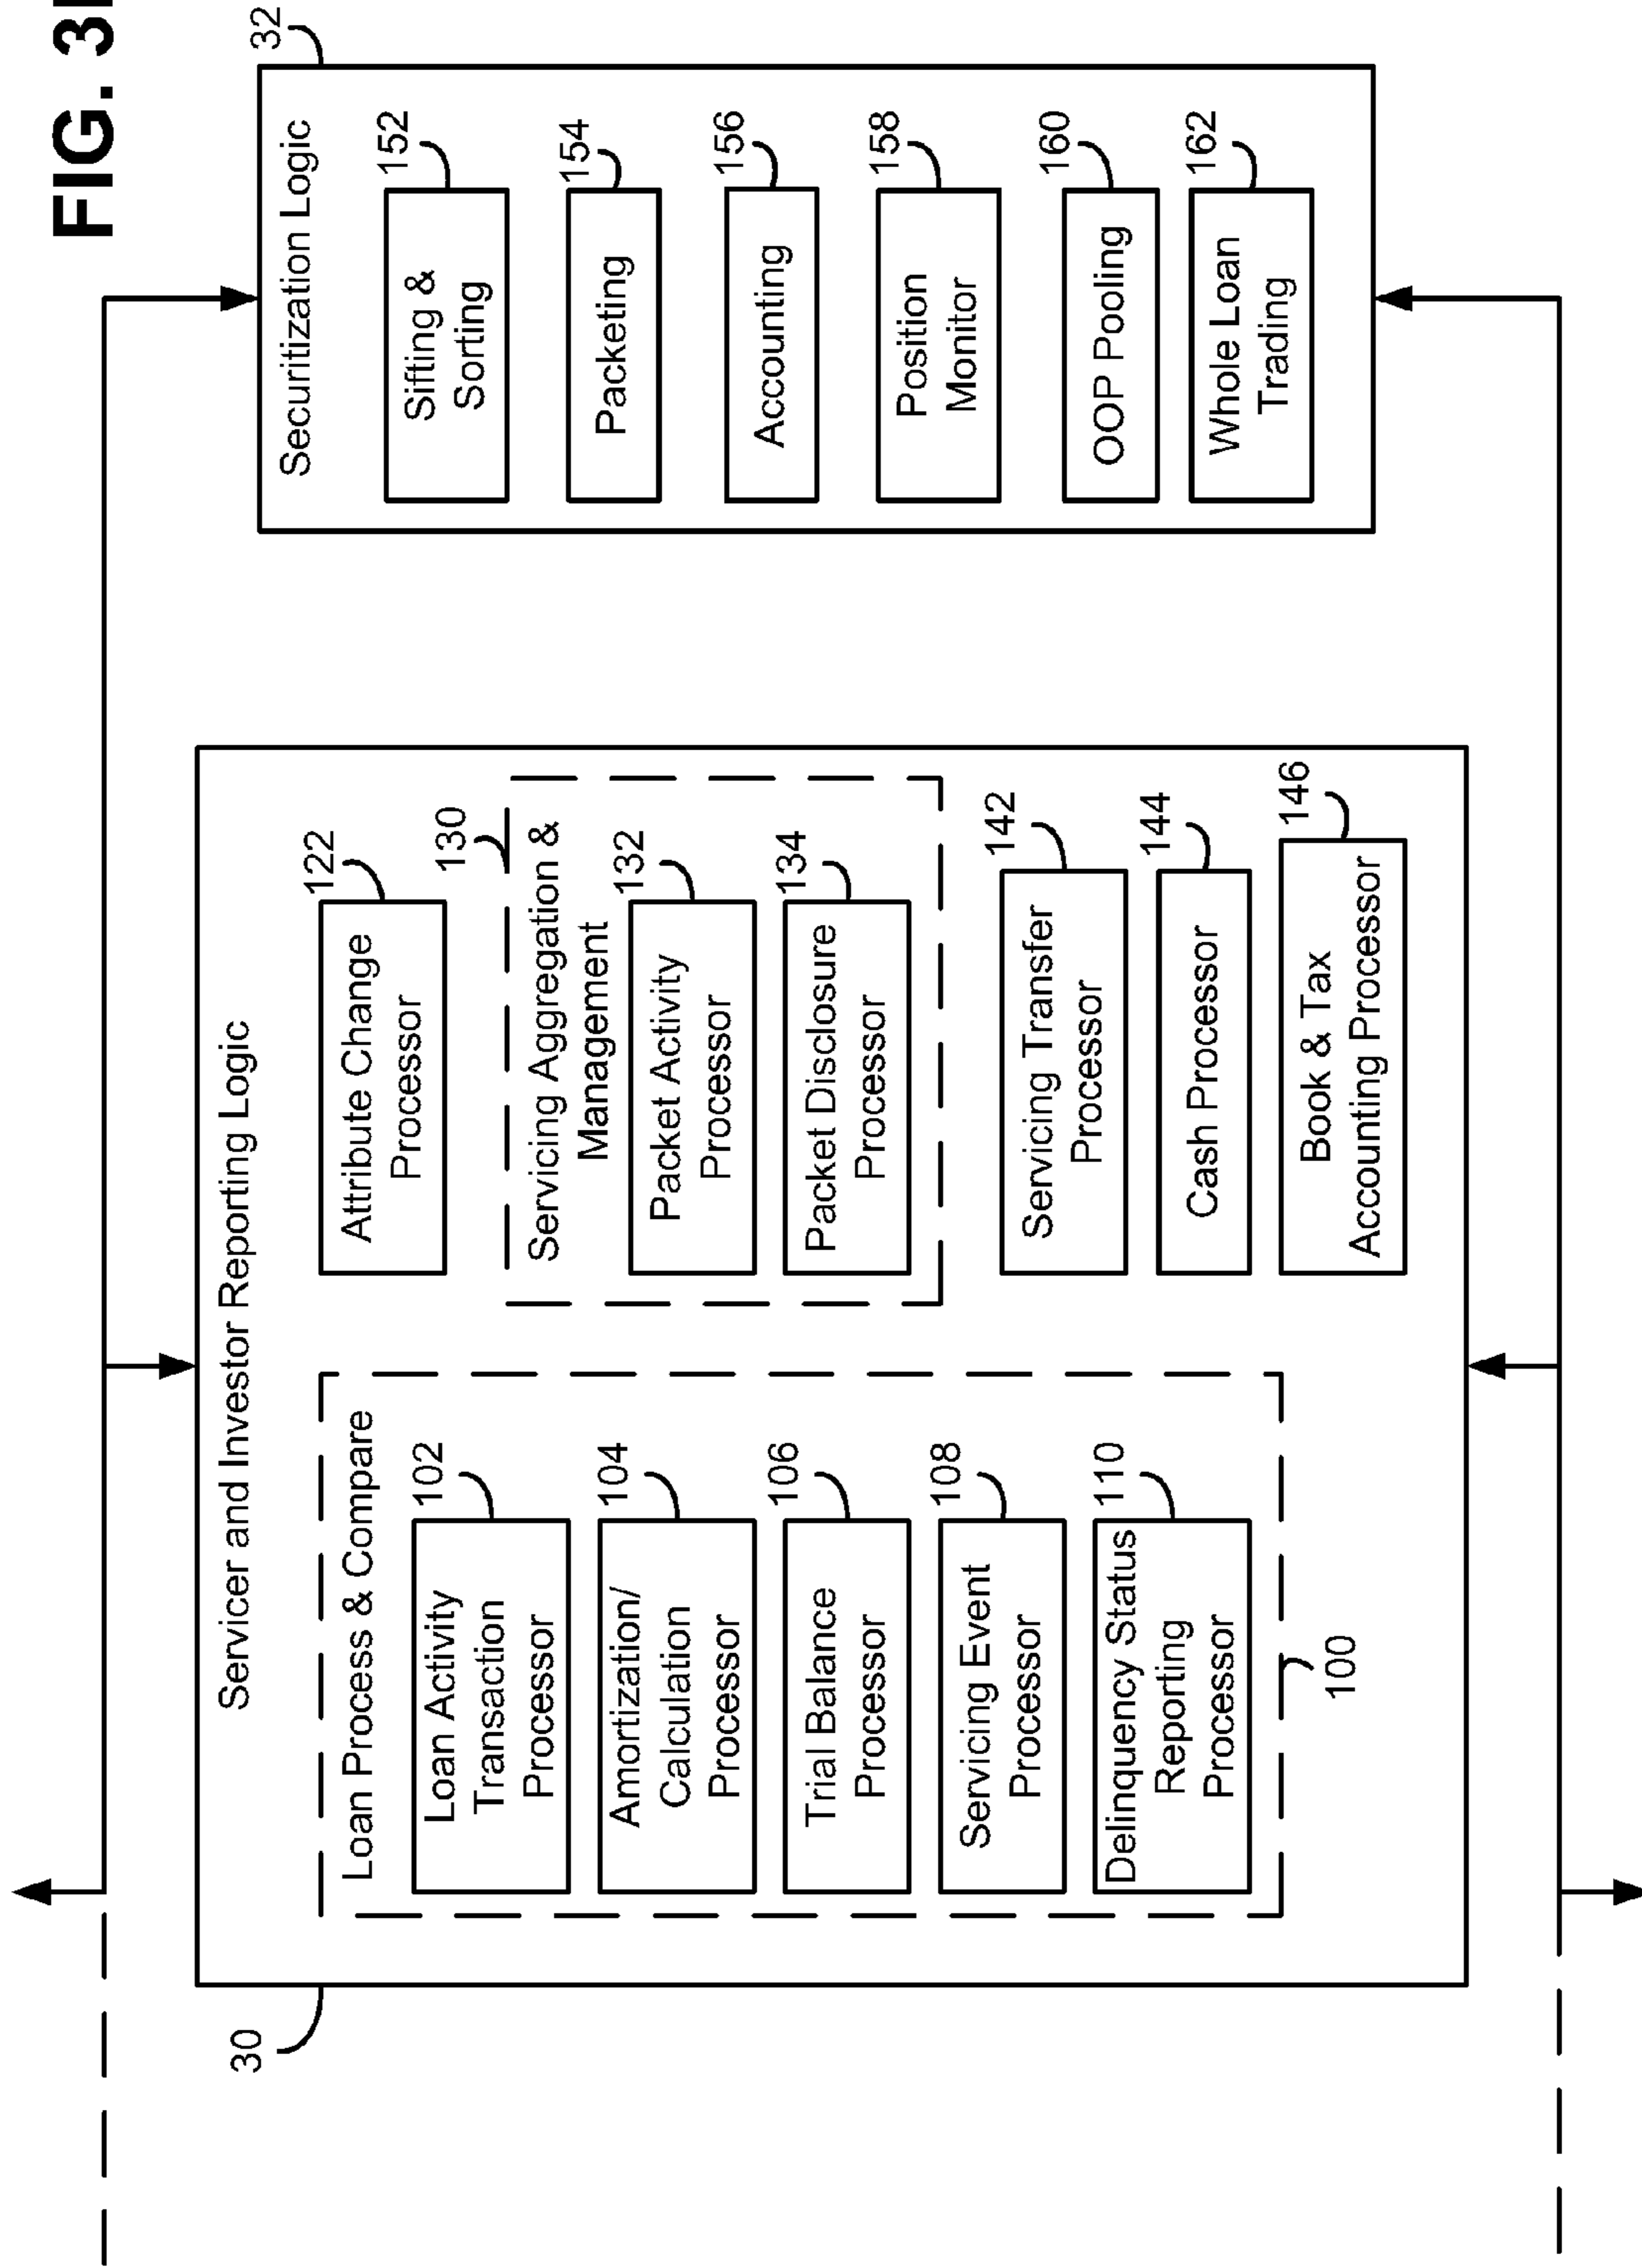 FIG. 3
32
Securitization Logic
152
Sifting &
Sorting
154
Packeting
156
Accounting
158
Position
Monitor
160
OOP Pooling
162
Whole Loan
Trading
30
Servicer and Investor Reporting Logic
Loan Process & Compare
102
Loan Activity
Transaction
Processor
104
Amortization/
Calculation
Processor
106
Trial Balance
Processor
108
Servicing Event
Processor
110
Delinquency Status
Reporting
Processor
100
122
Attribute Change
Processor
130
Servicing Aggregation &
Management
132
Packet Activity
Processor
134
Packet Disclosure
Processor
142
Servicing Transfer
Processor
144
Cash Processor
146
Book & Tax
Accounting Processor